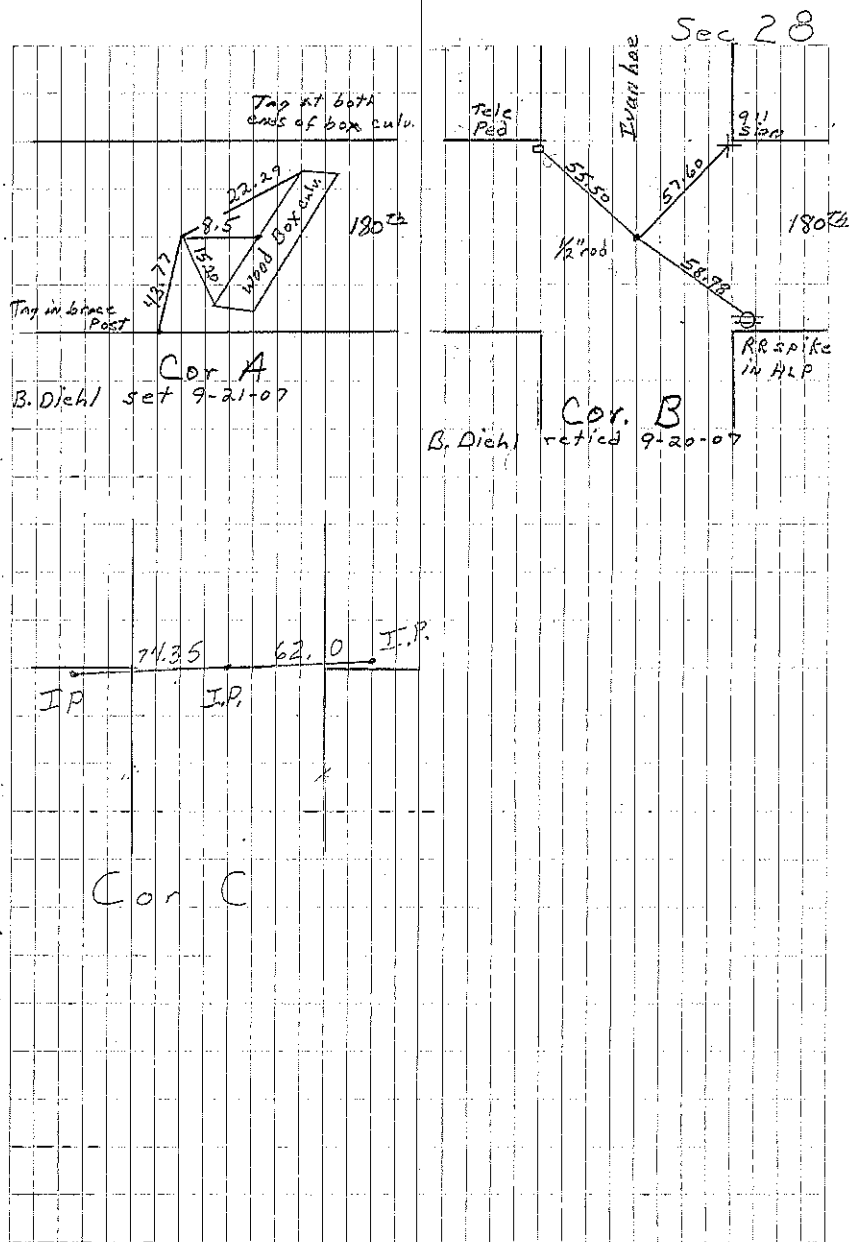 Sec 28
Tag at both
ends of box culv.
22.29
8.5
15.20
43.77
Wood Box culv.
180th
Tag in brace
Post
Cor A
B. Diehl set 9-21-07
Tele
Ped
Ivanhoe
911
sign
55.50
57.60
180th
1/2" rod
58.78
RR spike
in HLP
Cor. B
B. Diehl retied 9-20-07
71.35
62.0
I.P.
IP
I.P.
Cor C